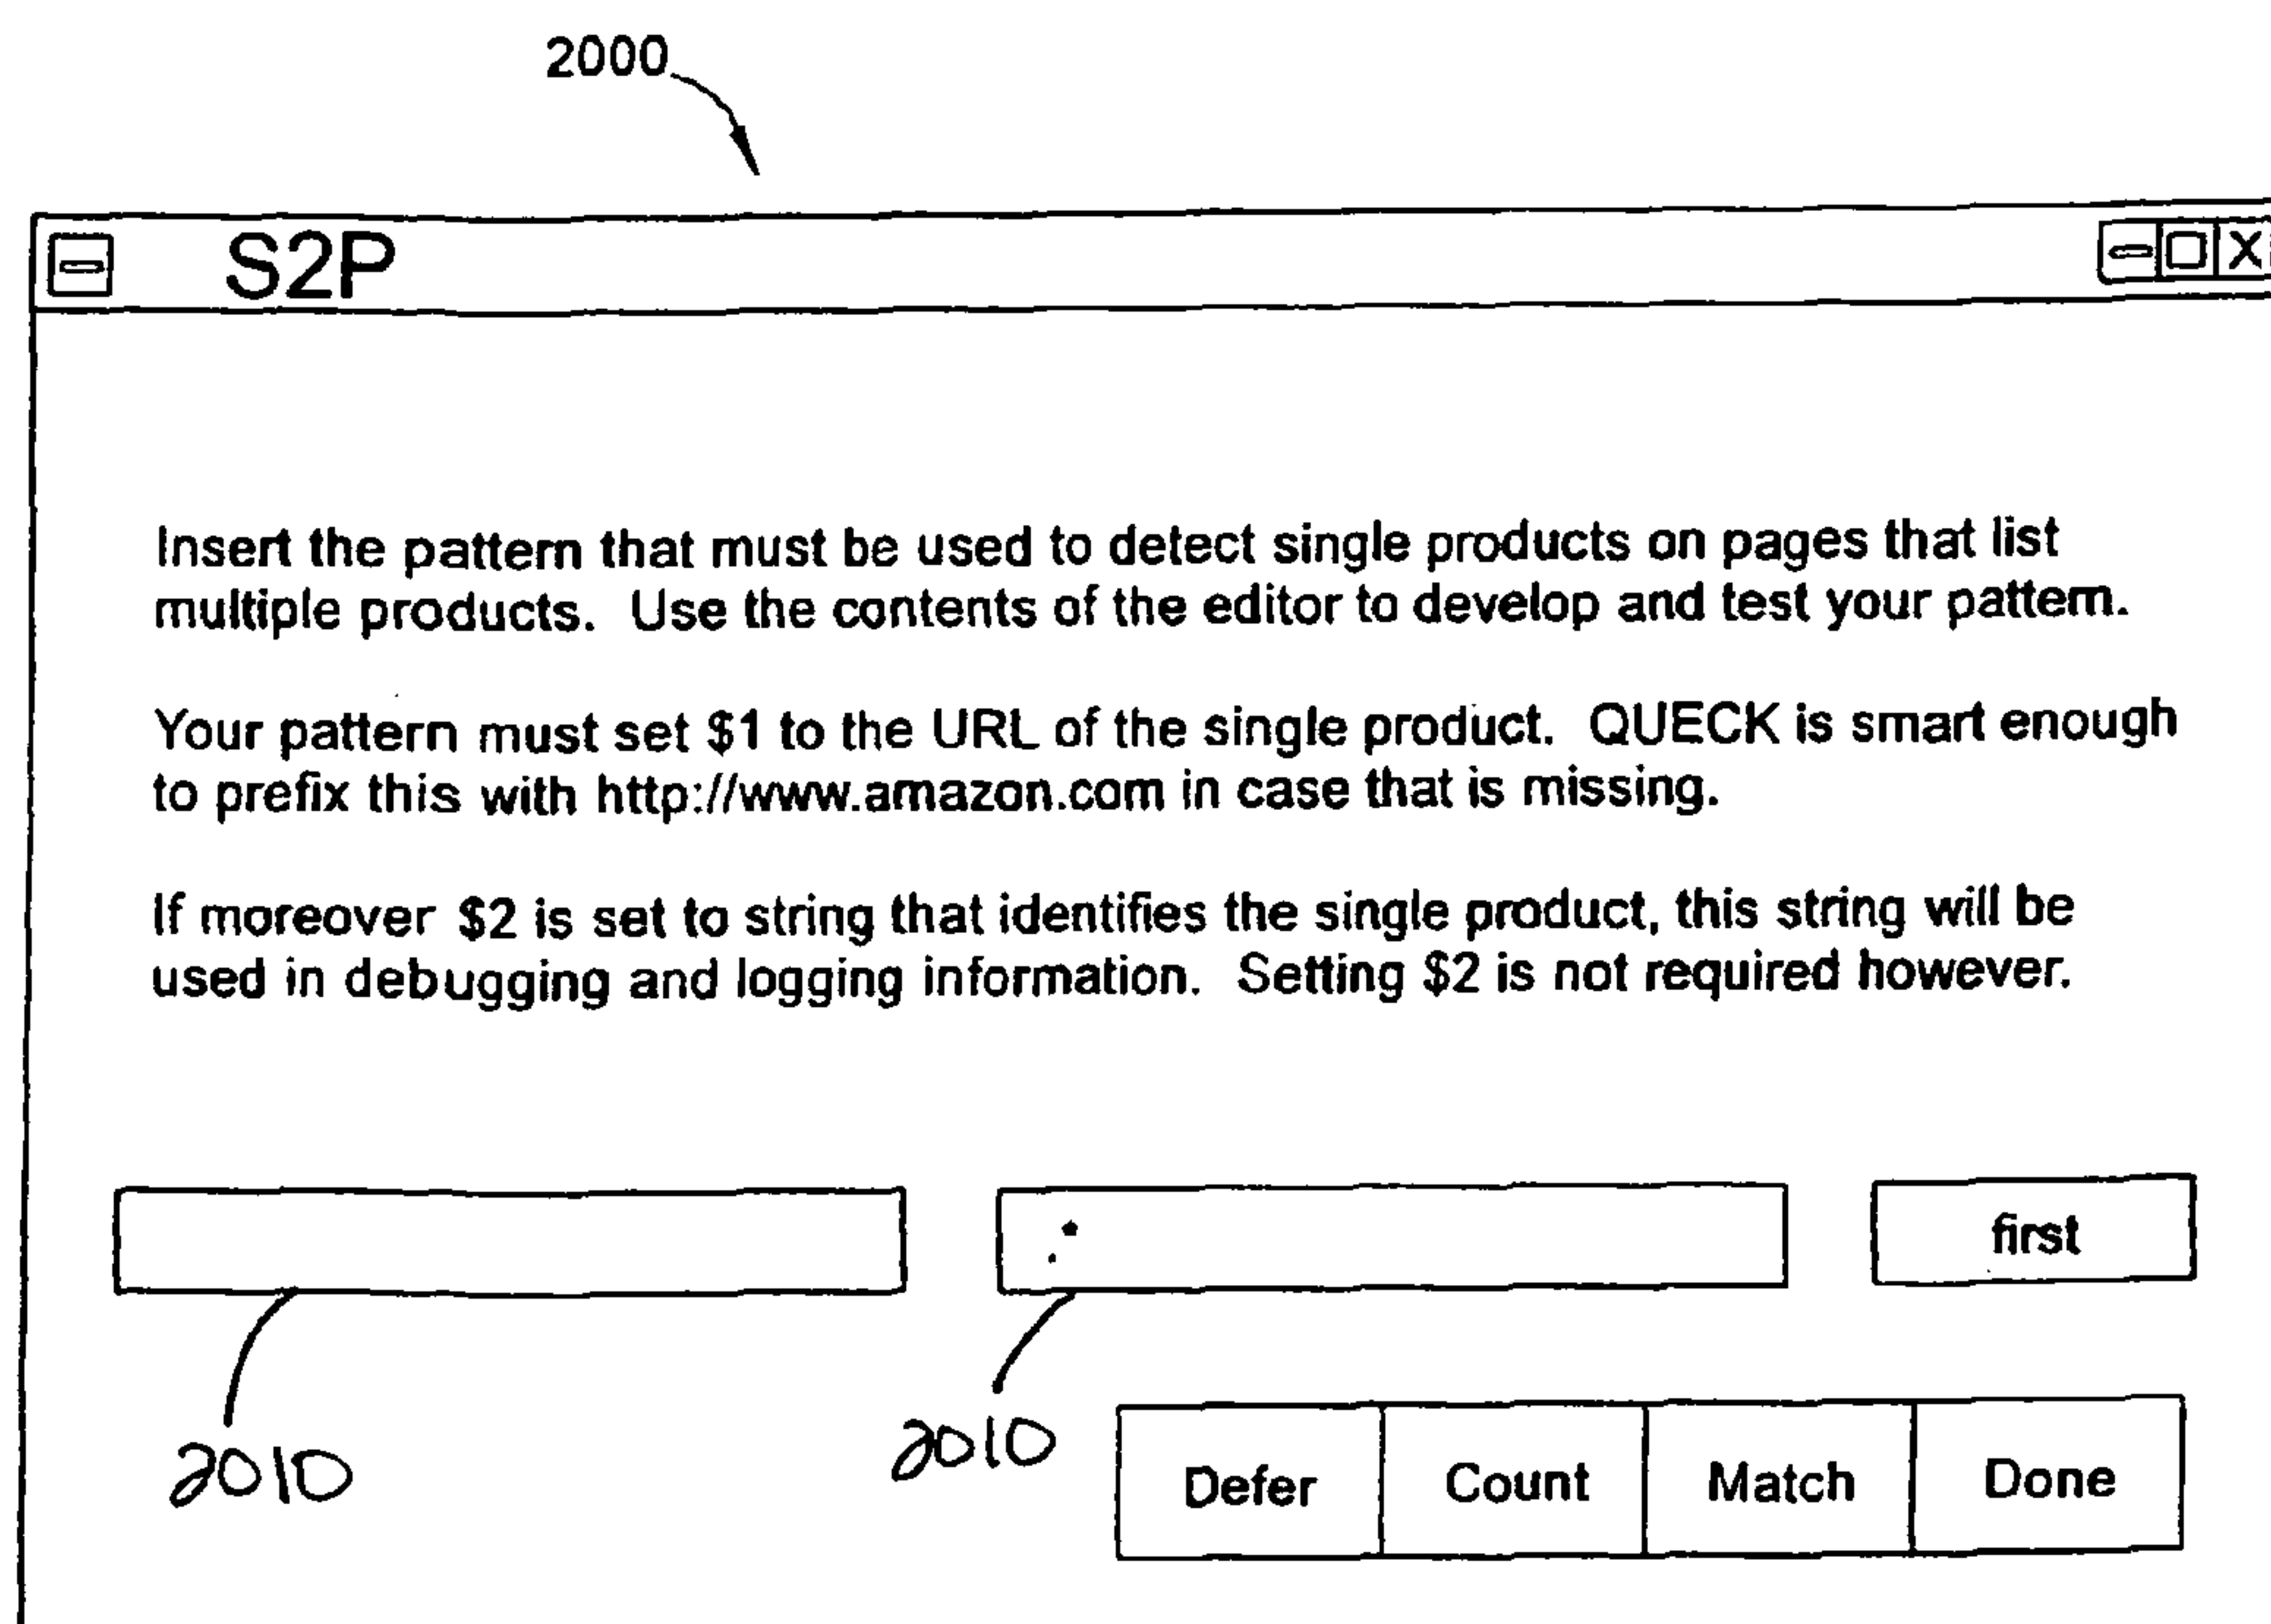 2000
S2P
Insert the pattern that must be used to detect single products on pages that list
multiple products. Use the contents of the editor to develop and test your pattern.
Your pattern must set $1 to the URL of the single product. QUECK is smart enough
to prefix this with http://www.amazon.com in case that is missing.
If moreover $2 is set to string that identifies the single product, this string will be
used in debugging and logging information. Setting $2 is not required however.
.*
first
2010
2010
Defer Count Match Done